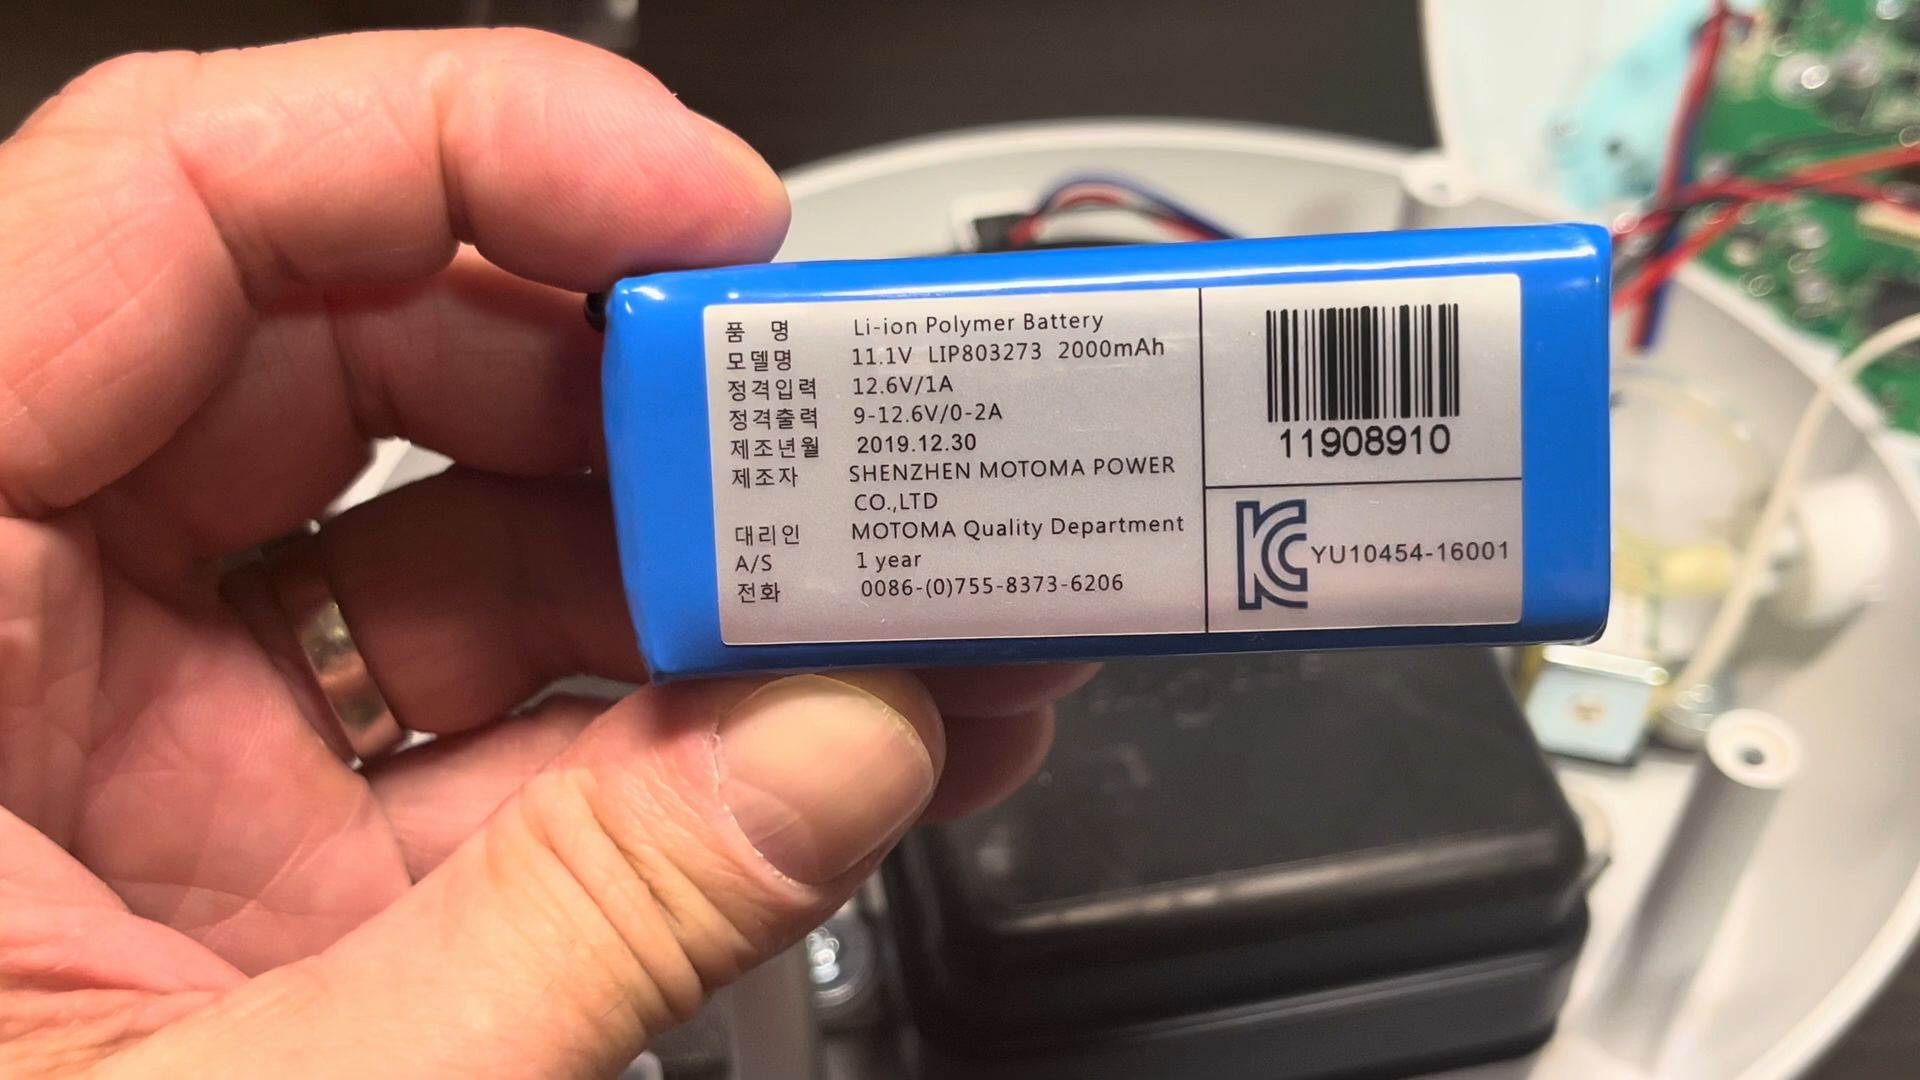 품 명 Li-ion Polymer Battery
모델명 11.1V LIP803273 2000mAh
정격입력 12.6V/1A
정격출력 9-12.6V/0-2A
제조년월 2019.12.30
제조자 SHENZHEN MOTOMA POWER
CO.,LTD
대리인 MOTOMA Quality Department
A/S 1 year
전화 0086-(0)755-8373-6206
11908910
KC YU10454-16001